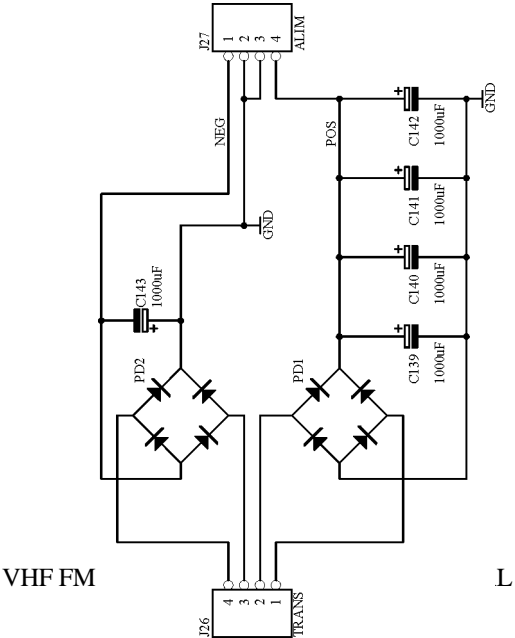 J27
1 2 3 4
ALIM
NEG
POS
C142
1000uF
GND
C141
1000uF
GND
C143
1000uF
C140
1000uF
C139
1000uF
PD2
PD1
VHF FM
L
J26
4 3 2 1
TRANS